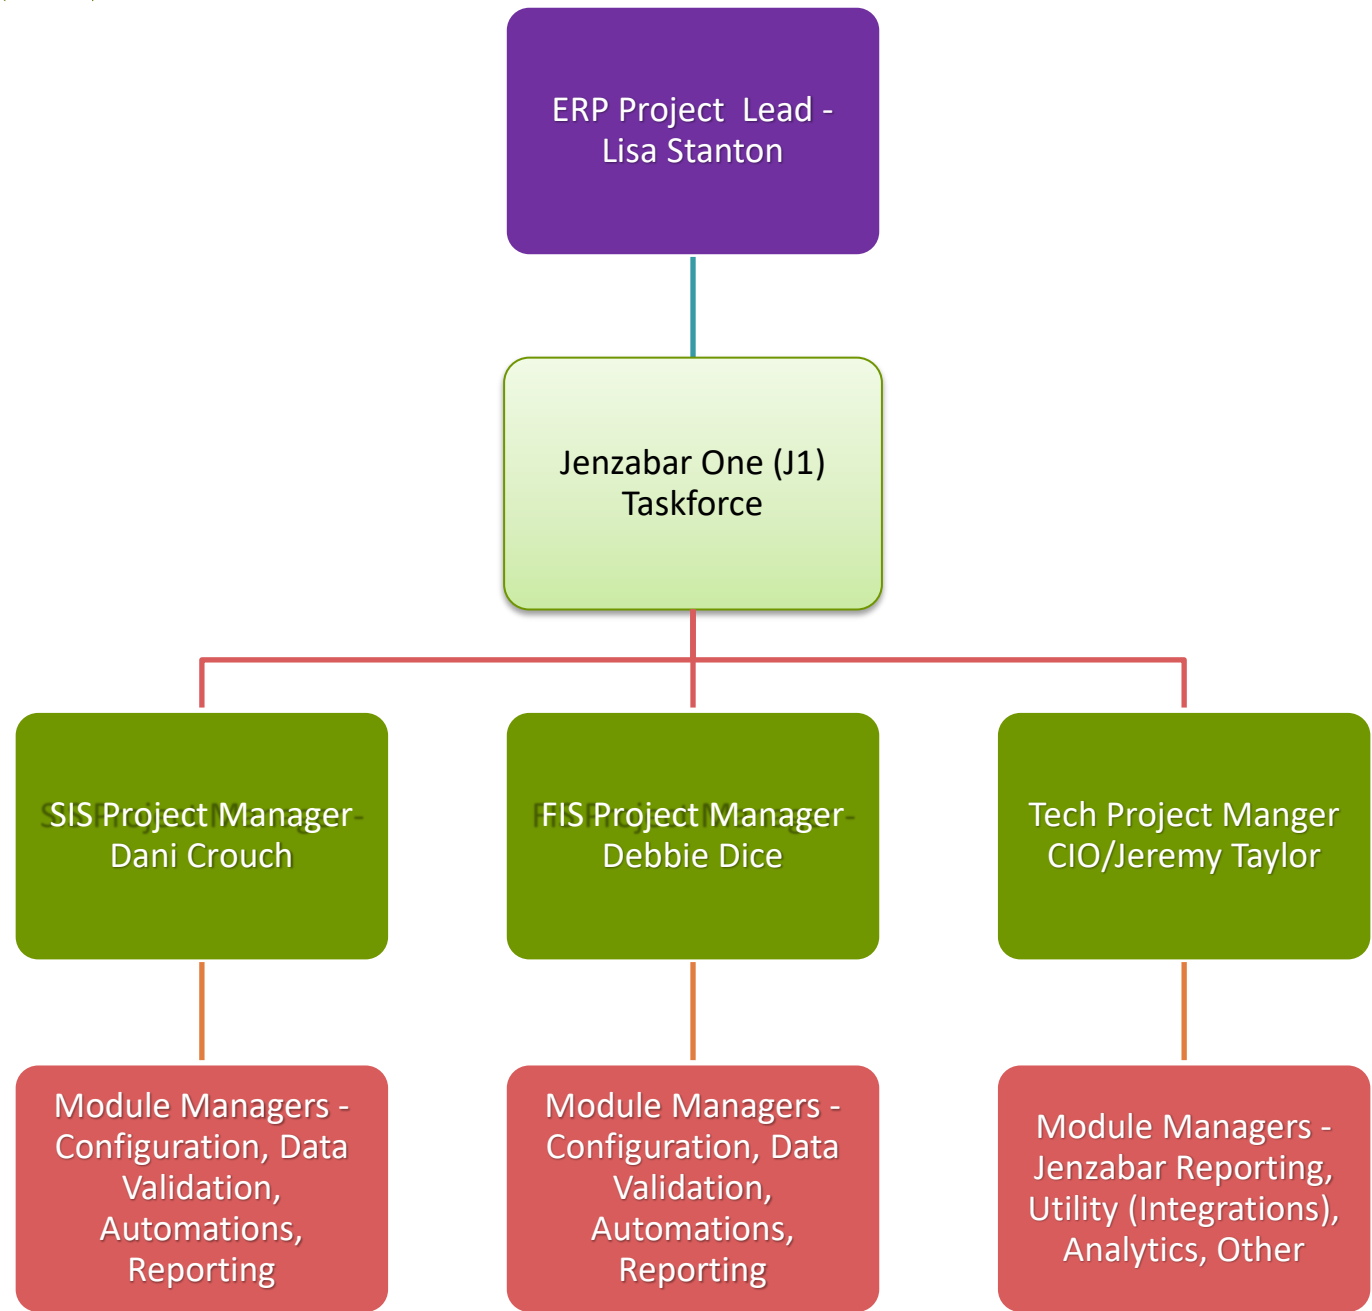 ERP Project  Lead -
Lisa Stanton
Jenzabar One (J1)
Taskforce
SIS Project Manager-
Dani Crouch
FIS Project Manager-
Debbie Dice
Tech Project Manger
CIO/Jeremy Taylor
Module Managers -
Configuration, Data
Validation,
Automations,
Reporting
Module Managers -
Configuration, Data
Validation,
Automations,
Reporting
Module Managers -
Jenzabar Reporting,
Utility (Integrations),
Analytics, Other